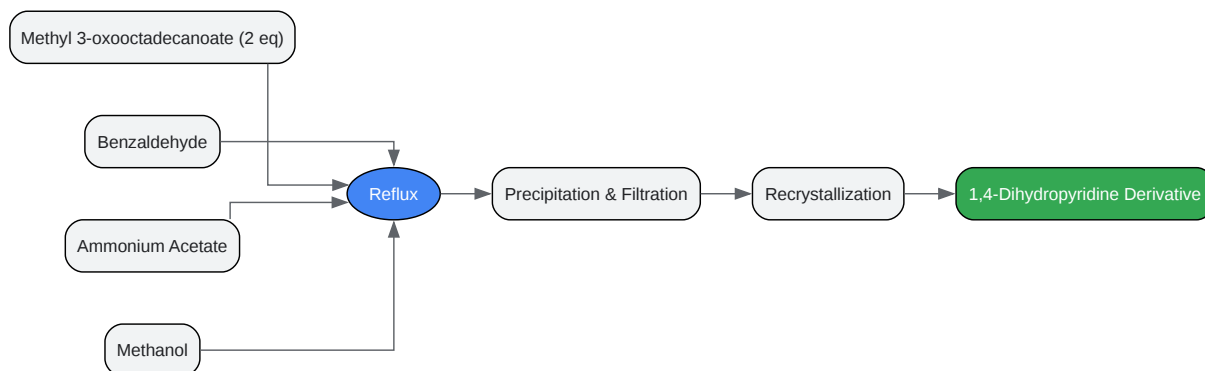 Methyl 3-oxooctadecanoate (2 eq)
Benzaldehyde
Reflux
Precipitation & Filtration
Recrystallization
1,4-Dihydropyridine Derivative
Ammonium Acetate
Methanol